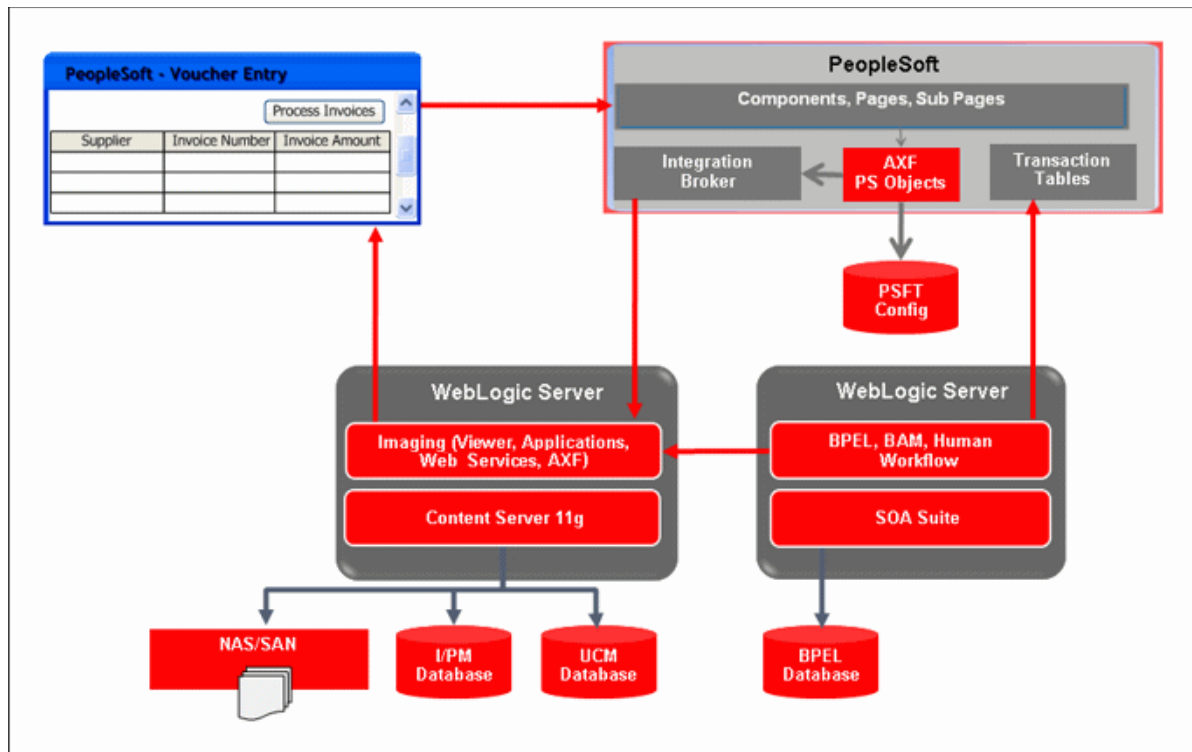 PeopleSoft - Voucher Entry
Process Invoices
Supplier Invoice Number Invoice Amount
PeopleSoft
Components, Pages, Sub Pages
Integration
Broker
AXF
PS Objects
Transaction
Tables
PSFT
Config
WebLogic Server
Imaging (Viewer, Applications,
Web Services, AXF)
Content Server 11g
WebLogic Server
BPEL, BAM, Human
Workflow
SOA Suite
NAS/SAN
I/PM
Database
UCM
Database
BPEL
Database